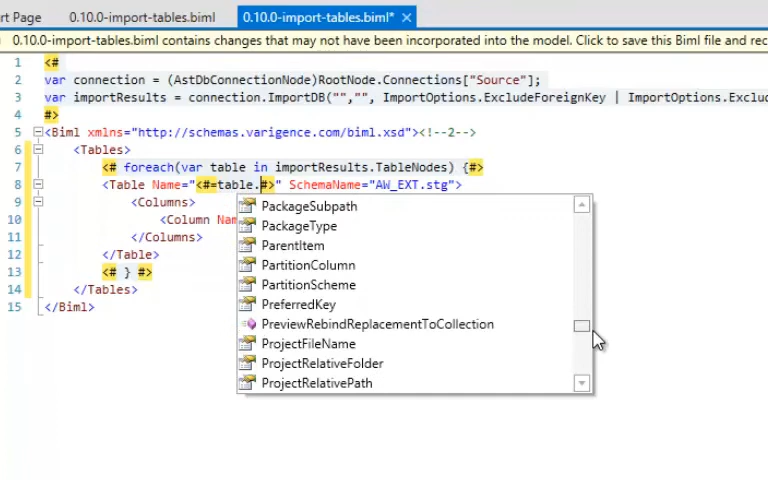 rt Page 0.10.0-import-tables.biml 0.10.0-import-tables.biml* ×
0.10.0-import-tables.biml contains changes that may not have been incorporated into the model. Click to save this Biml file and rec
1 <#
2 var connection = (AstDbConnectionNode)RootNode.Connections["Source"];
3 var importResults = connection.ImportDB("","", ImportOptions.ExcludeForeignKey | ImportOptions.Exclud
4 #>
5 <Biml xmlns="http://schemas.varigence.com/biml.xsd"><!--2-->
6 <Tables>
7 <# foreach(var table in importResults.TableNodes) {#>
8 <Table Name="<#=table.#>" SchemaName="AW_EXT.stg">
9 <Columns>
10 <Column Nam
11 </Columns>
12 </Table>
13 <# } #>
14 </Tables>
15 </Biml>
PackageSubpath
PackageType
ParentItem
PartitionColumn
PartitionScheme
PreferredKey
PreviewRebindReplacementToCollection
ProjectFileName
ProjectRelativeFolder
ProjectRelativePath